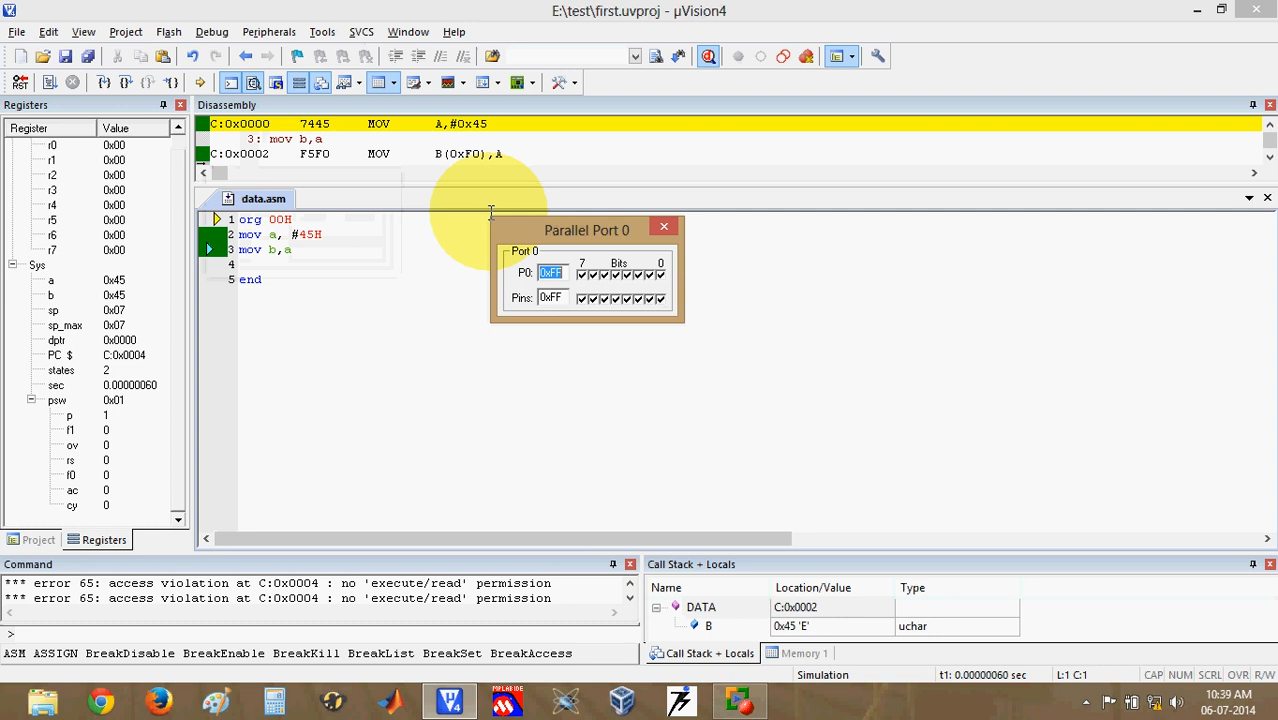 E:\test\first.uvproj - µVision4
File Edit View Project Flash Debug Peripherals Tools SVCS Window Help
Registers
Register Value
r0 0x00
r1 0x00
r2 0x00
r3 0x00
r4 0x00
r5 0x00
r6 0x00
r7 0x00
Sys
a 0x45
b 0x45
sp 0x07
sp_max 0x07
dptr 0x0000
PC $ C:0x0004
states 2
sec 0.00000060
psw 0x01
p 1
f1 0
ov 0
rs 0
f0 0
ac 0
cy 0
Project Registers
Disassembly
C:0x0000 7445 MOV A,#0x45
3: mov b,a
C:0x0002 F5F0 MOV B(0xF0),A
data.asm
1 org 00H
2 mov a, #45H
3 mov b,a
4
5 end
Parallel Port 0
Port 0
7 Bits 0
P0: 0xFF
Pins: 0xFF
Command
*** error 65: access violation at C:0x0004 : no 'execute/read' permission
*** error 65: access violation at C:0x0004 : no 'execute/read' permission
>
ASM ASSIGN BreakDisable BreakEnable BreakKill BreakList BreakSet BreakAccess
Call Stack + Locals
Name Location/Value Type
DATA C:0x0002
B 0x45 'E' uchar
Call Stack + Locals Memory 1
Simulation t1: 0.00000060 sec L:1 C:1 CAP NUM SCRL OVR R/W
MPLAB IDE
10:39 AM
06-07-2014